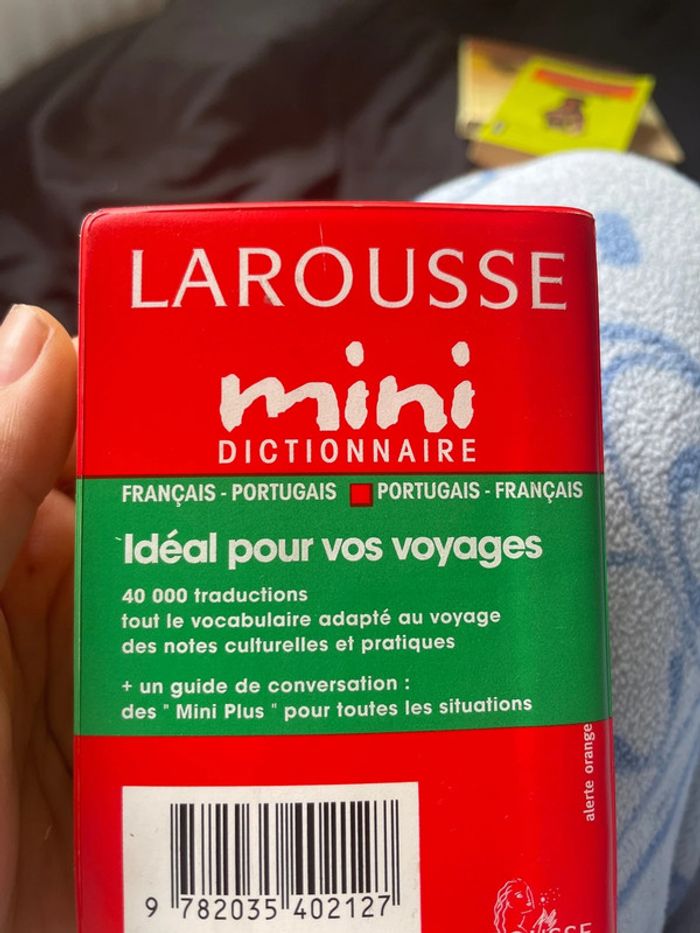 LAROUSSE
mini
DICTIONNAIRE
FRANÇAIS - PORTUGAIS PORTUGAIS - FRANÇAIS
Idéal pour vos voyages
40 000 traductions
tout le vocabulaire adapté au voyage
des notes culturelles et pratiques
+ un guide de conversation :
des " Mini Plus " pour toutes les situations
alerte orange
9 782035 402127